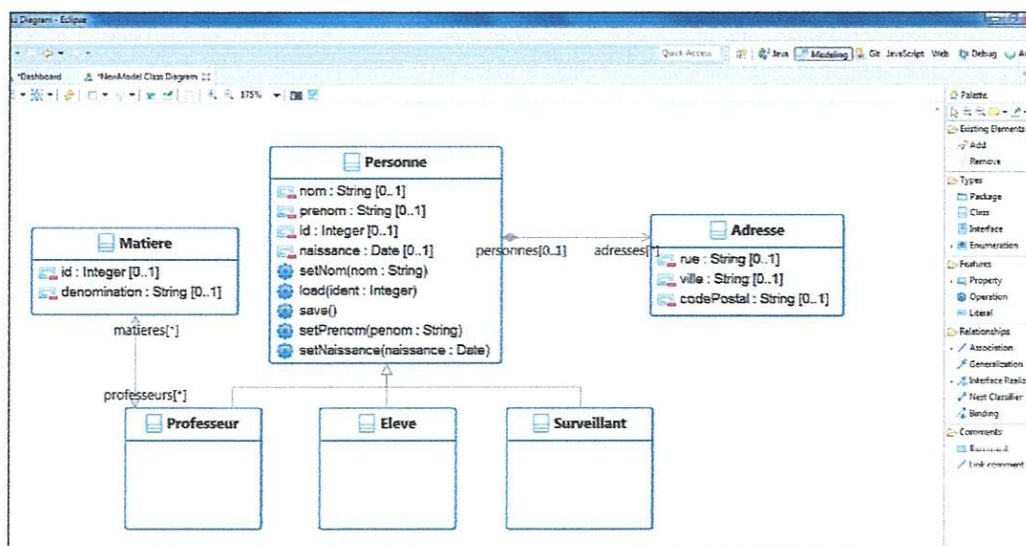 ss Diagram - Eclipse
Quick Access
Java
Modeling
Git
JavaScript
Web
Debug
*Dashboard
*NewModel Class Diagram
175%
Palette
Existing Elements
Add
Remove
Types
Package
Class
Interface
Enumeration
Features
Property
Operation
Literal
Relationships
Association
Generalization
Interface Realiz
Nest Classifier
Binding
Comments
Link comment
Personne
nom : String [0..1]
prenom : String [0..1]
id : Integer [0..1]
naissance : Date [0..1]
setNom(nom : String)
load(ident : Integer)
save()
setPrenom(penom : String)
setNaissance(naissance : Date)
Matiere
id : Integer [0..1]
denomination : String [0..1]
personnes[0..1]
adresses[*]
Adresse
rue : String [0..1]
ville : String [0..1]
codePostal : String [0..1]
matieres[*]
professeurs[*]
Professeur
Eleve
Surveillant